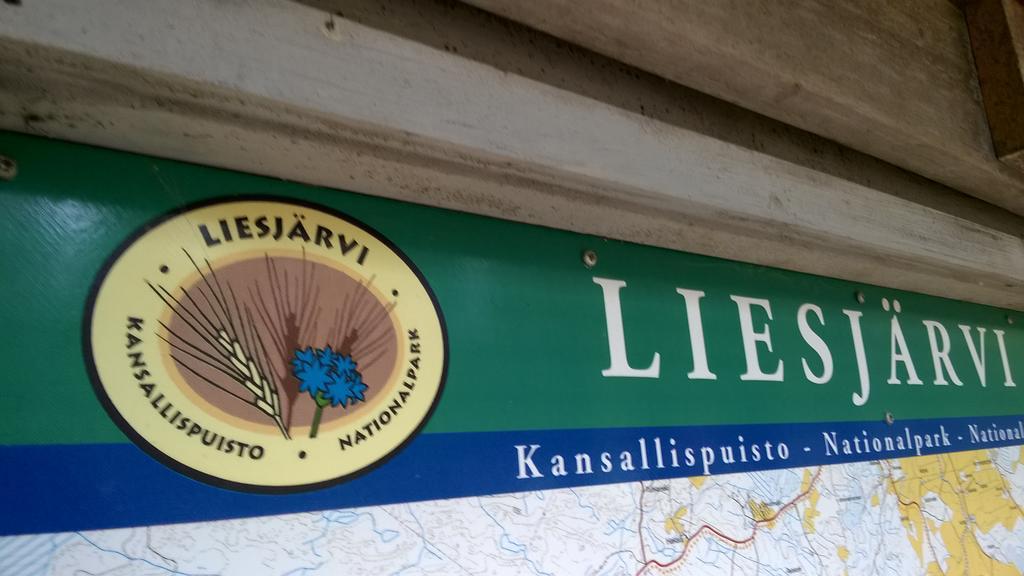 LIESJÄRVI
KANSALLISPUISTO
NATIONALPARK
LIESJÄRVI
Kansallispuisto - Nationalpark - National